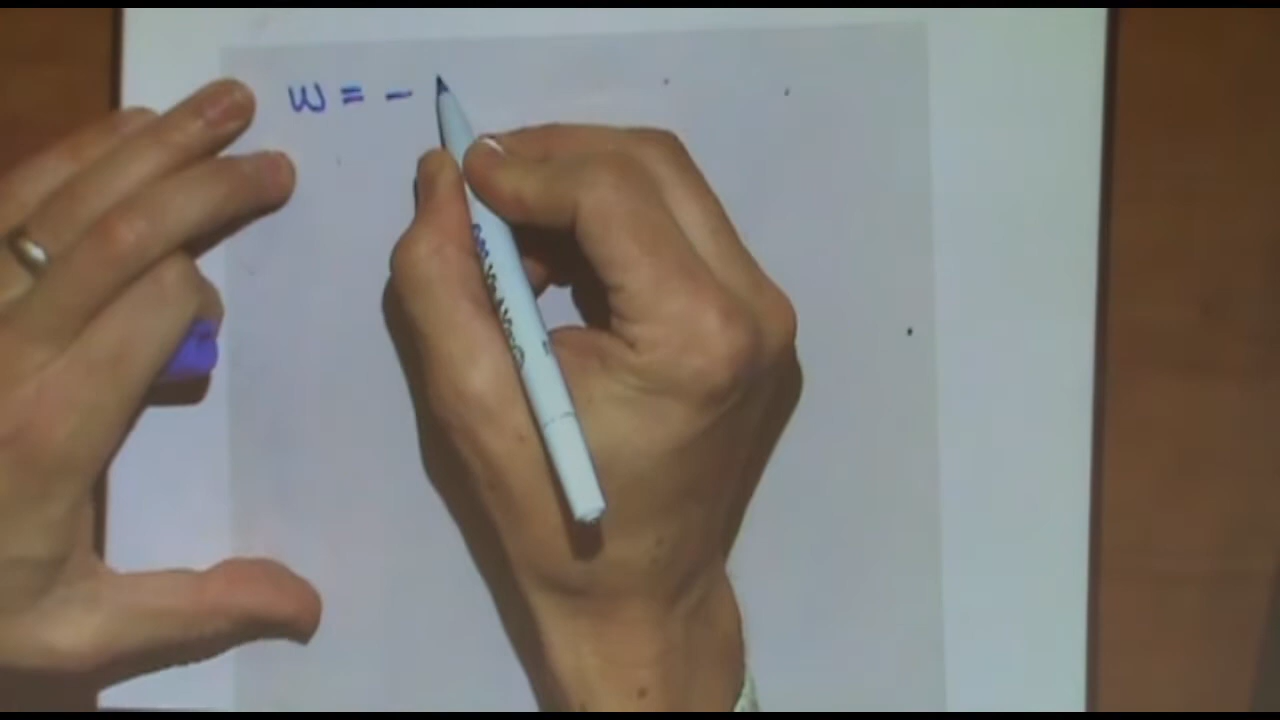 w = -